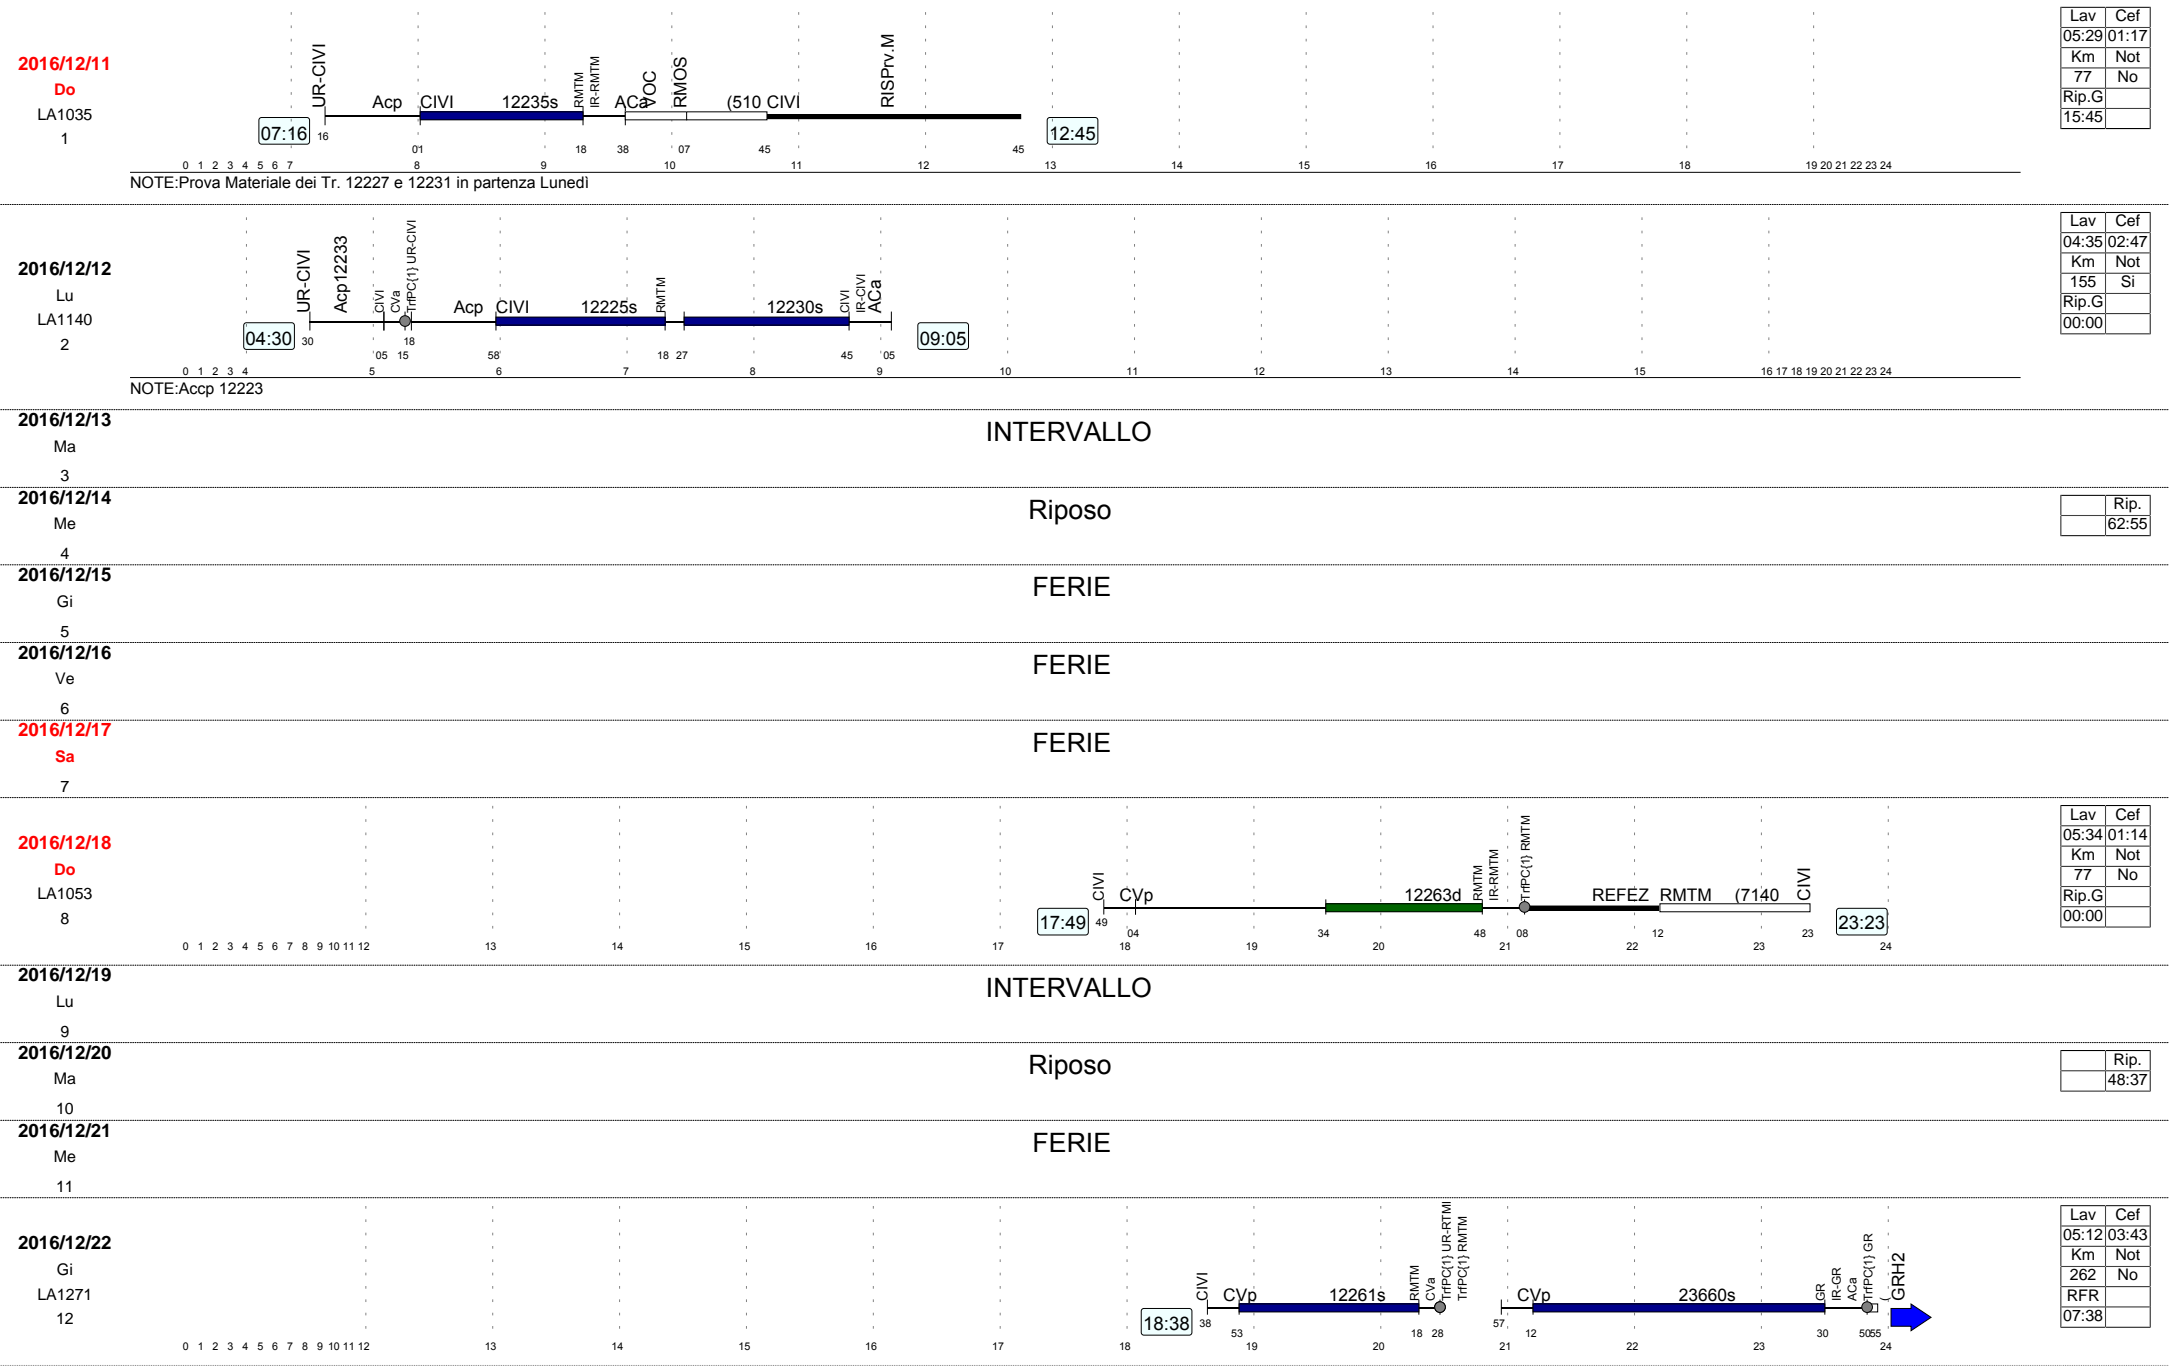 Lav Cef
05:29 01:17
Km Not
77 No
Rip.G
15:45
2016/12/11
Do
LA1035
1
UR-CIVI Acp CIVI 12235s RMTM IR-RMTM ACa VOC RMOS (510 CIVI RISPrv.M
07:16 16 01 18 38 07 45 45 12:45
0 1 2 3 4 5 6 7 8 9 10 11 12 13 14 15 16 17 18 19 20 21 22 23 24
NOTE:Prova Materiale dei Tr. 12227 e 12231 in partenza Lunedì
Lav Cef
04:35 02:47
Km Not
155 Si
Rip.G
00:00
2016/12/12
Lu
LA1140
2
UR-CIVI Acp12233 CIVI CVa TrfPC{1} UR-CIVI Acp CIVI 12225s RMTM 12230s CIVI IR-CIVI ACa
04:30 30 05 15 18 58 18 27 45 05 09:05
0 1 2 3 4 5 6 7 8 9 10 11 12 13 14 15 16 17 18 19 20 21 22 23 24
NOTE:Accp 12223
2016/12/13
Ma
3
INTERVALLO
2016/12/14
Me
4
Riposo
Rip.
62:55
2016/12/15
Gi
5
FERIE
2016/12/16
Ve
6
FERIE
2016/12/17
Sa
7
FERIE
2016/12/18
Do
LA1053
8
CIVI CVp 12263d RMTM IR-RMTM TrfPC{1} RMTM REFEZ RMTM (7140 CIVI
17:49 49 04 34 48 08 12 23 23:23
0 1 2 3 4 5 6 7 8 9 10 11 12 13 14 15 16 17 18 19 20 21 22 23 24
Lav Cef
05:34 01:14
Km Not
77 No
Rip.G
00:00
2016/12/19
Lu
9
INTERVALLO
2016/12/20
Ma
10
Riposo
Rip.
48:37
2016/12/21
Me
11
FERIE
2016/12/22
Gi
LA1271
12
CIVI CVp 12261s RMTM CVa TrfPC{1} UR-RTMI TrfPC{1} RMTM CVp 23660s GR IR-GR ACa TrfPC{1} GR ( GRH2
18:38 38 53 18 28 57 12 30 50 55
0 1 2 3 4 5 6 7 8 9 10 11 12 13 14 15 16 17 18 19 20 21 22 23 24
Lav Cef
05:12 03:43
Km Not
262 No
RFR
07:38